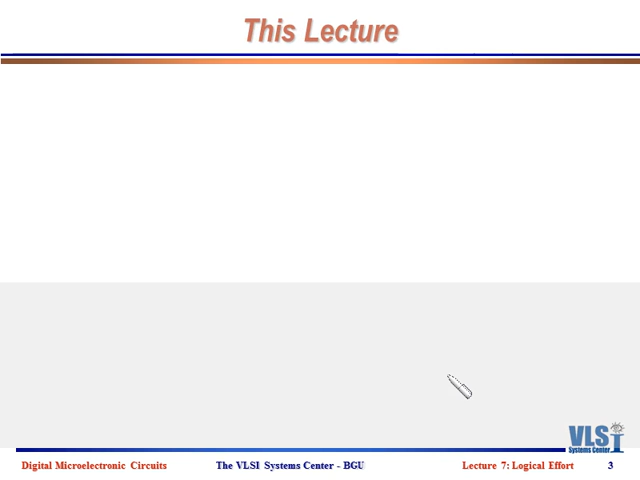 This Lecture
VLSI
Systems Center
Digital Microelectronic Circuits
The VLSI Systems Center - BGU
Lecture 7: Logical Effort
3